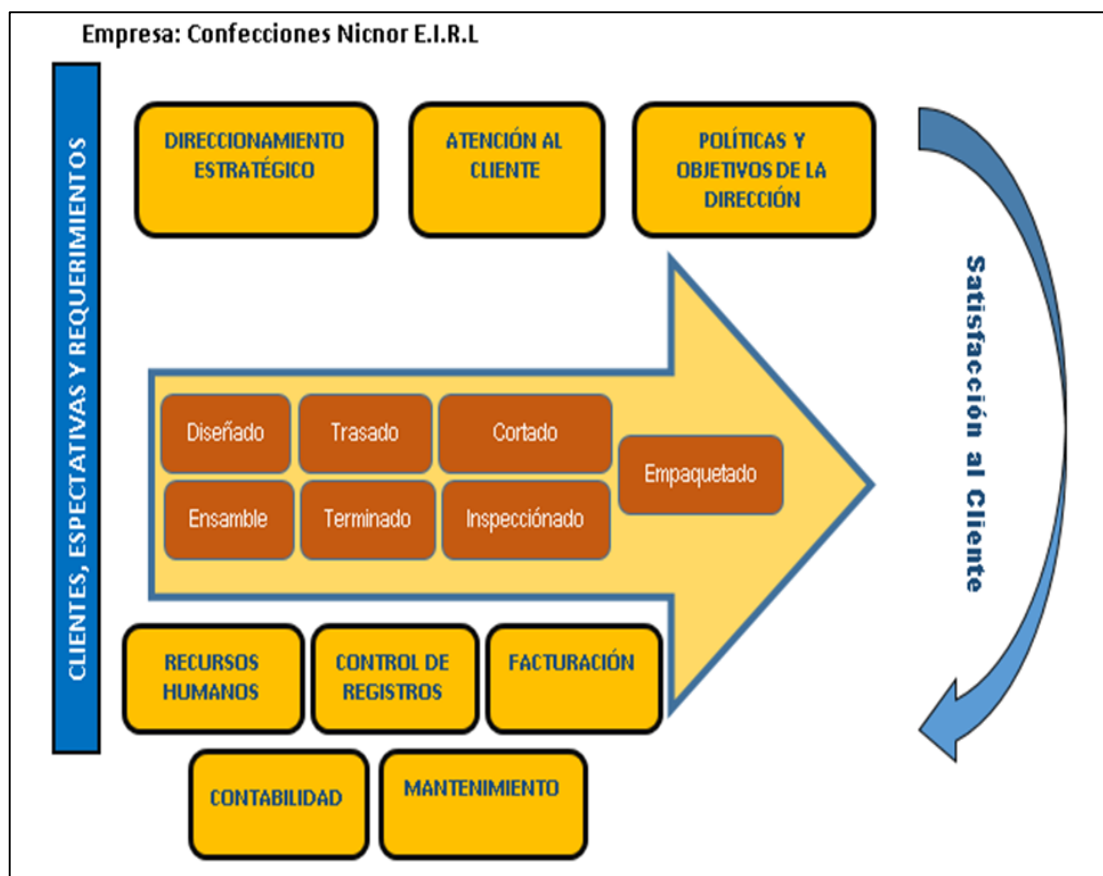 Empresa: Confecciones Nicnor E.I.R.L
CLIENTES, ESPECTATIVAS Y REQUERIMIENTOS
DIRECCIONAMIENTO
ESTRATÉGICO
ATENCIÓN AL
CLIENTE
POLÍTICAS Y
OBJETIVOS DE LA
DIRECCIÓN
Diseñado
Trasado
Cortado
Empaquetado
Ensamble
Terminado
Inspecciónado
Satisfacción al Cliente
RECURSOS
HUMANOS
CONTROL DE
REGISTROS
FACTURACIÓN
CONTABILIDAD
MANTENIMIENTO